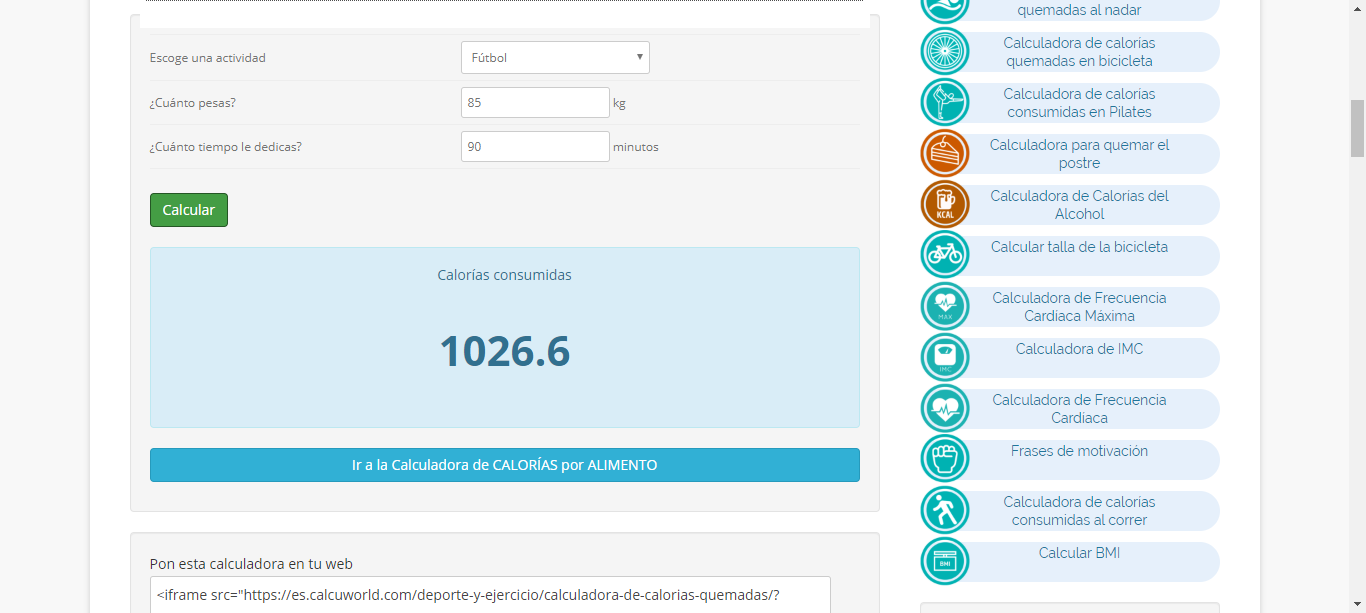 Escoge una actividad
Fútbol
¿Cuánto pesas?
85 kg
¿Cuánto tiempo le dedicas?
90 minutos
Calcular
Calorías consumidas
1026.6
Ir a la Calculadora de CALORÍAS por ALIMENTO
Pon esta calculadora en tu web
<iframe src="https://es.calcuworld.com/deporte-y-ejercicio/calculadora-de-calorias-quemadas/?
quemadas al nadar
Calculadora de calorías
quemadas en bicicleta
Calculadora de calorías
consumidas en Pilates
Calculadora para quemar el
postre
KCAL
Calculadora de Calorias del
Alcohol
Calcular talla de la bicicleta
MAX
Calculadora de Frecuencia
Cardiaca Máxima
IMC
Calculadora de IMC
Calculadora de Frecuencia
Cardiaca
Frases de motivación
Calculadora de calorías
consumidas al correr
BMI
Calcular BMI